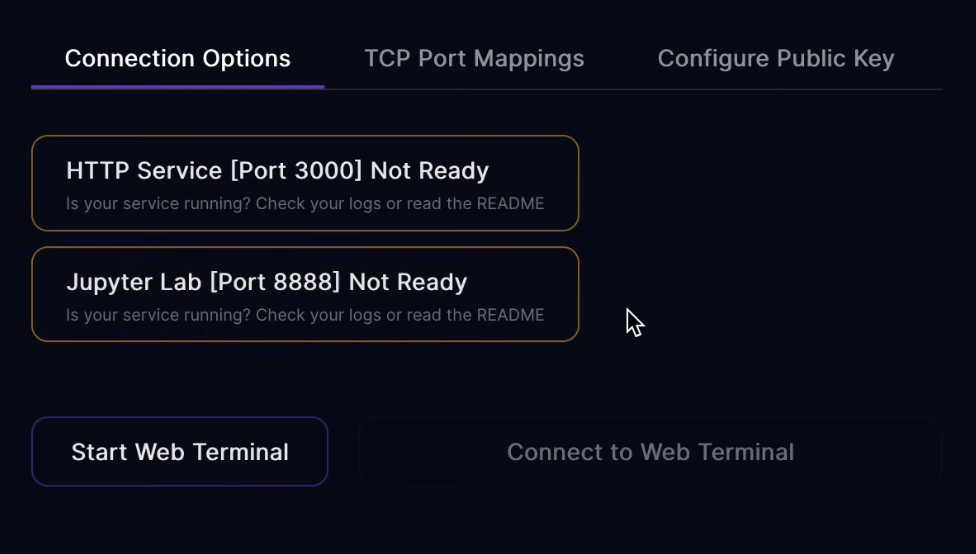 Connection Options TCP Port Mappings Configure Public Key
HTTP Service [Port 3000] Not Ready
Is your service running? Check your logs or read the README
Jupyter Lab [Port 8888] Not Ready
Is your service running? Check your logs or read the README
Start Web Terminal Connect to Web Terminal